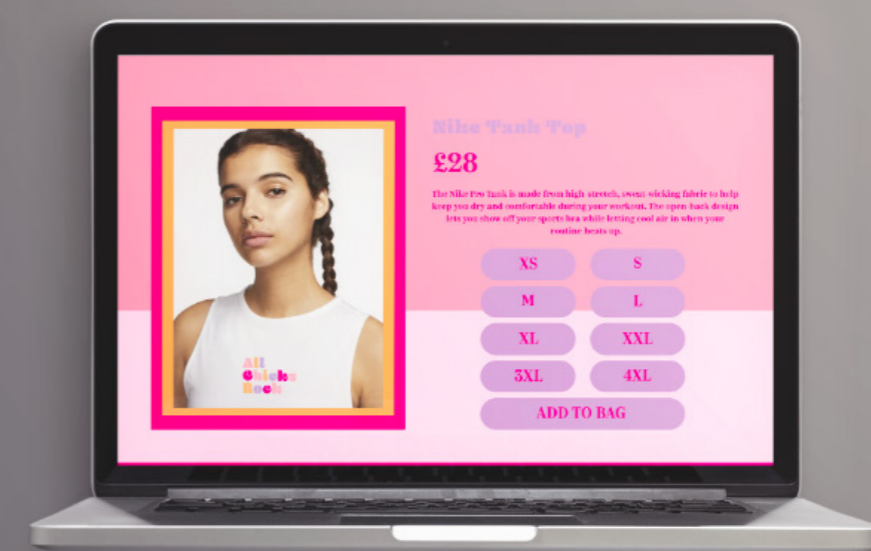 Nike Tank Top
£28
The Nike Pro Tank is made from high-stretch, sweat-wicking fabric to help
keep you dry and comfortable during your workout. The open-back design
lets you show off your sports bra while letting cool air in when your
routine heats up.
All
Chicks
Rock
XS S
M L
XL XXL
3XL 4XL
ADD TO BAG